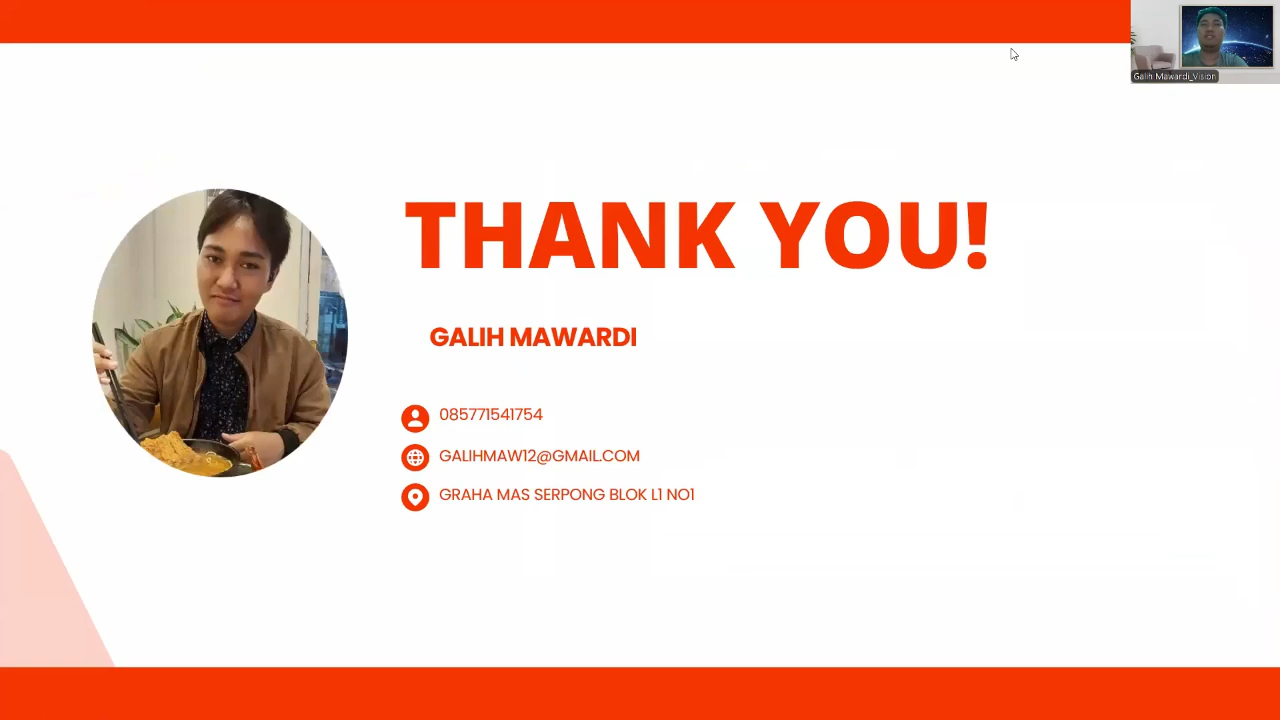 Galih Mawardi_Vision
THANK YOU!
GALIH MAWARDI
085771541754
GALIHMAW12@GMAIL.COM
GRAHA MAS SERPONG BLOK L1 NO1